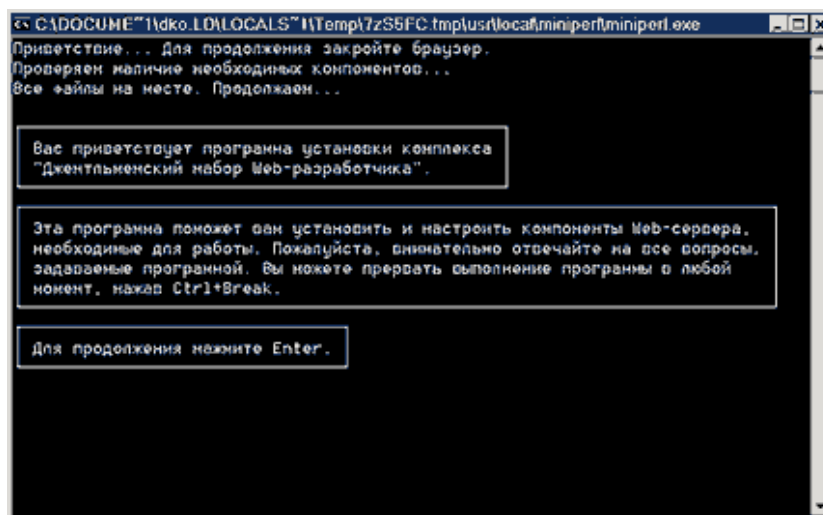 C:\DOCUME~1\dko.LD\LOCALS~1\Temp\7zS5FC.tmp\usr\local\miniperl\miniperl.exe
Приветствие... Для продолжения закройте браузер.
Проверяем наличие необходимых компонентов...
Все файлы на месте. Продолжаем...
Вас приветствует программа установки комплекса
"Джентльменский набор Web-разработчика".
Эта программа поможет вам установить и настроить компоненты Web-сервера,
необходимые для работы. Пожалуйста, внимательно отвечайте на все вопросы,
задаваемые программой. Вы можете прервать выполнение программы в любой
момент, нажав Ctrl+Break.
Для продолжения нажмите Enter.